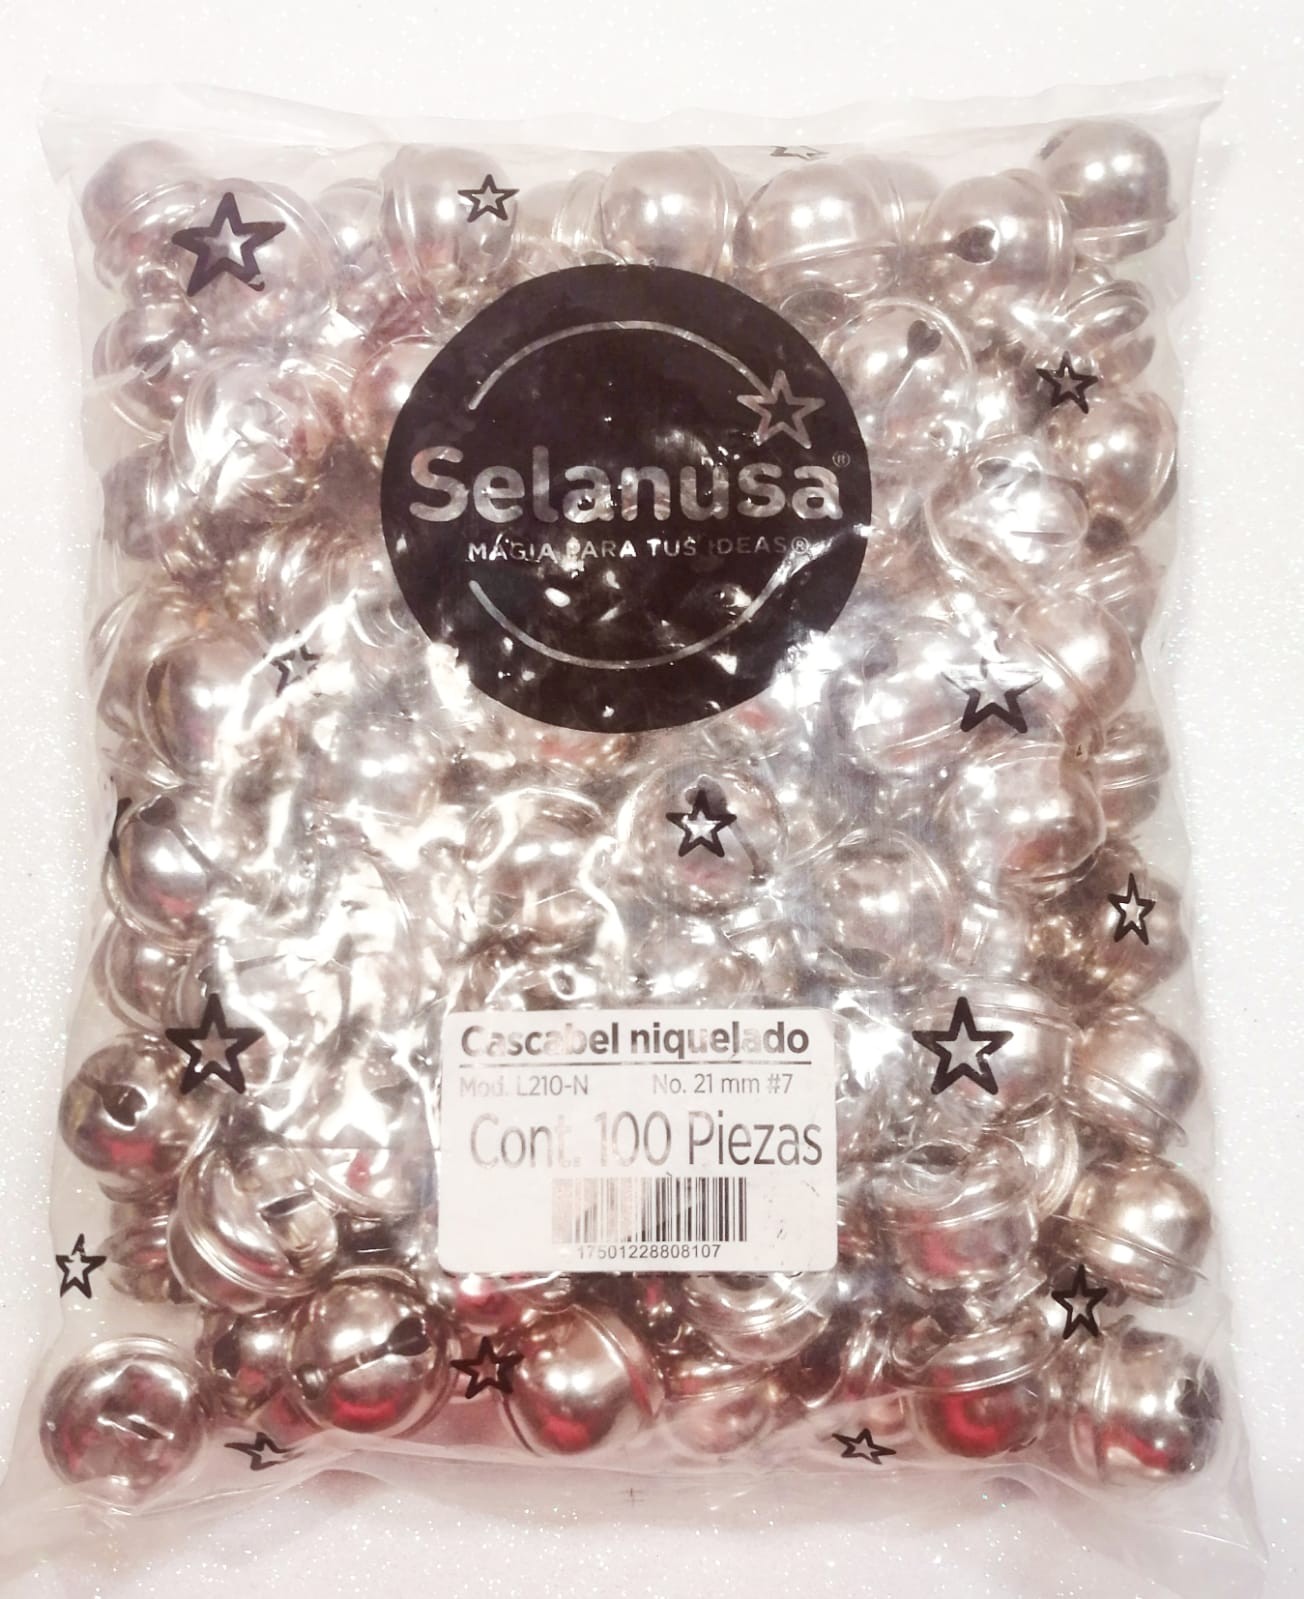 Selanusa®
MAGIA PARA TUS IDEAS®
Cascabel niquelado
Mod. L210-N No. 21 mm #7
Cont. 100 Piezas
17501228808107